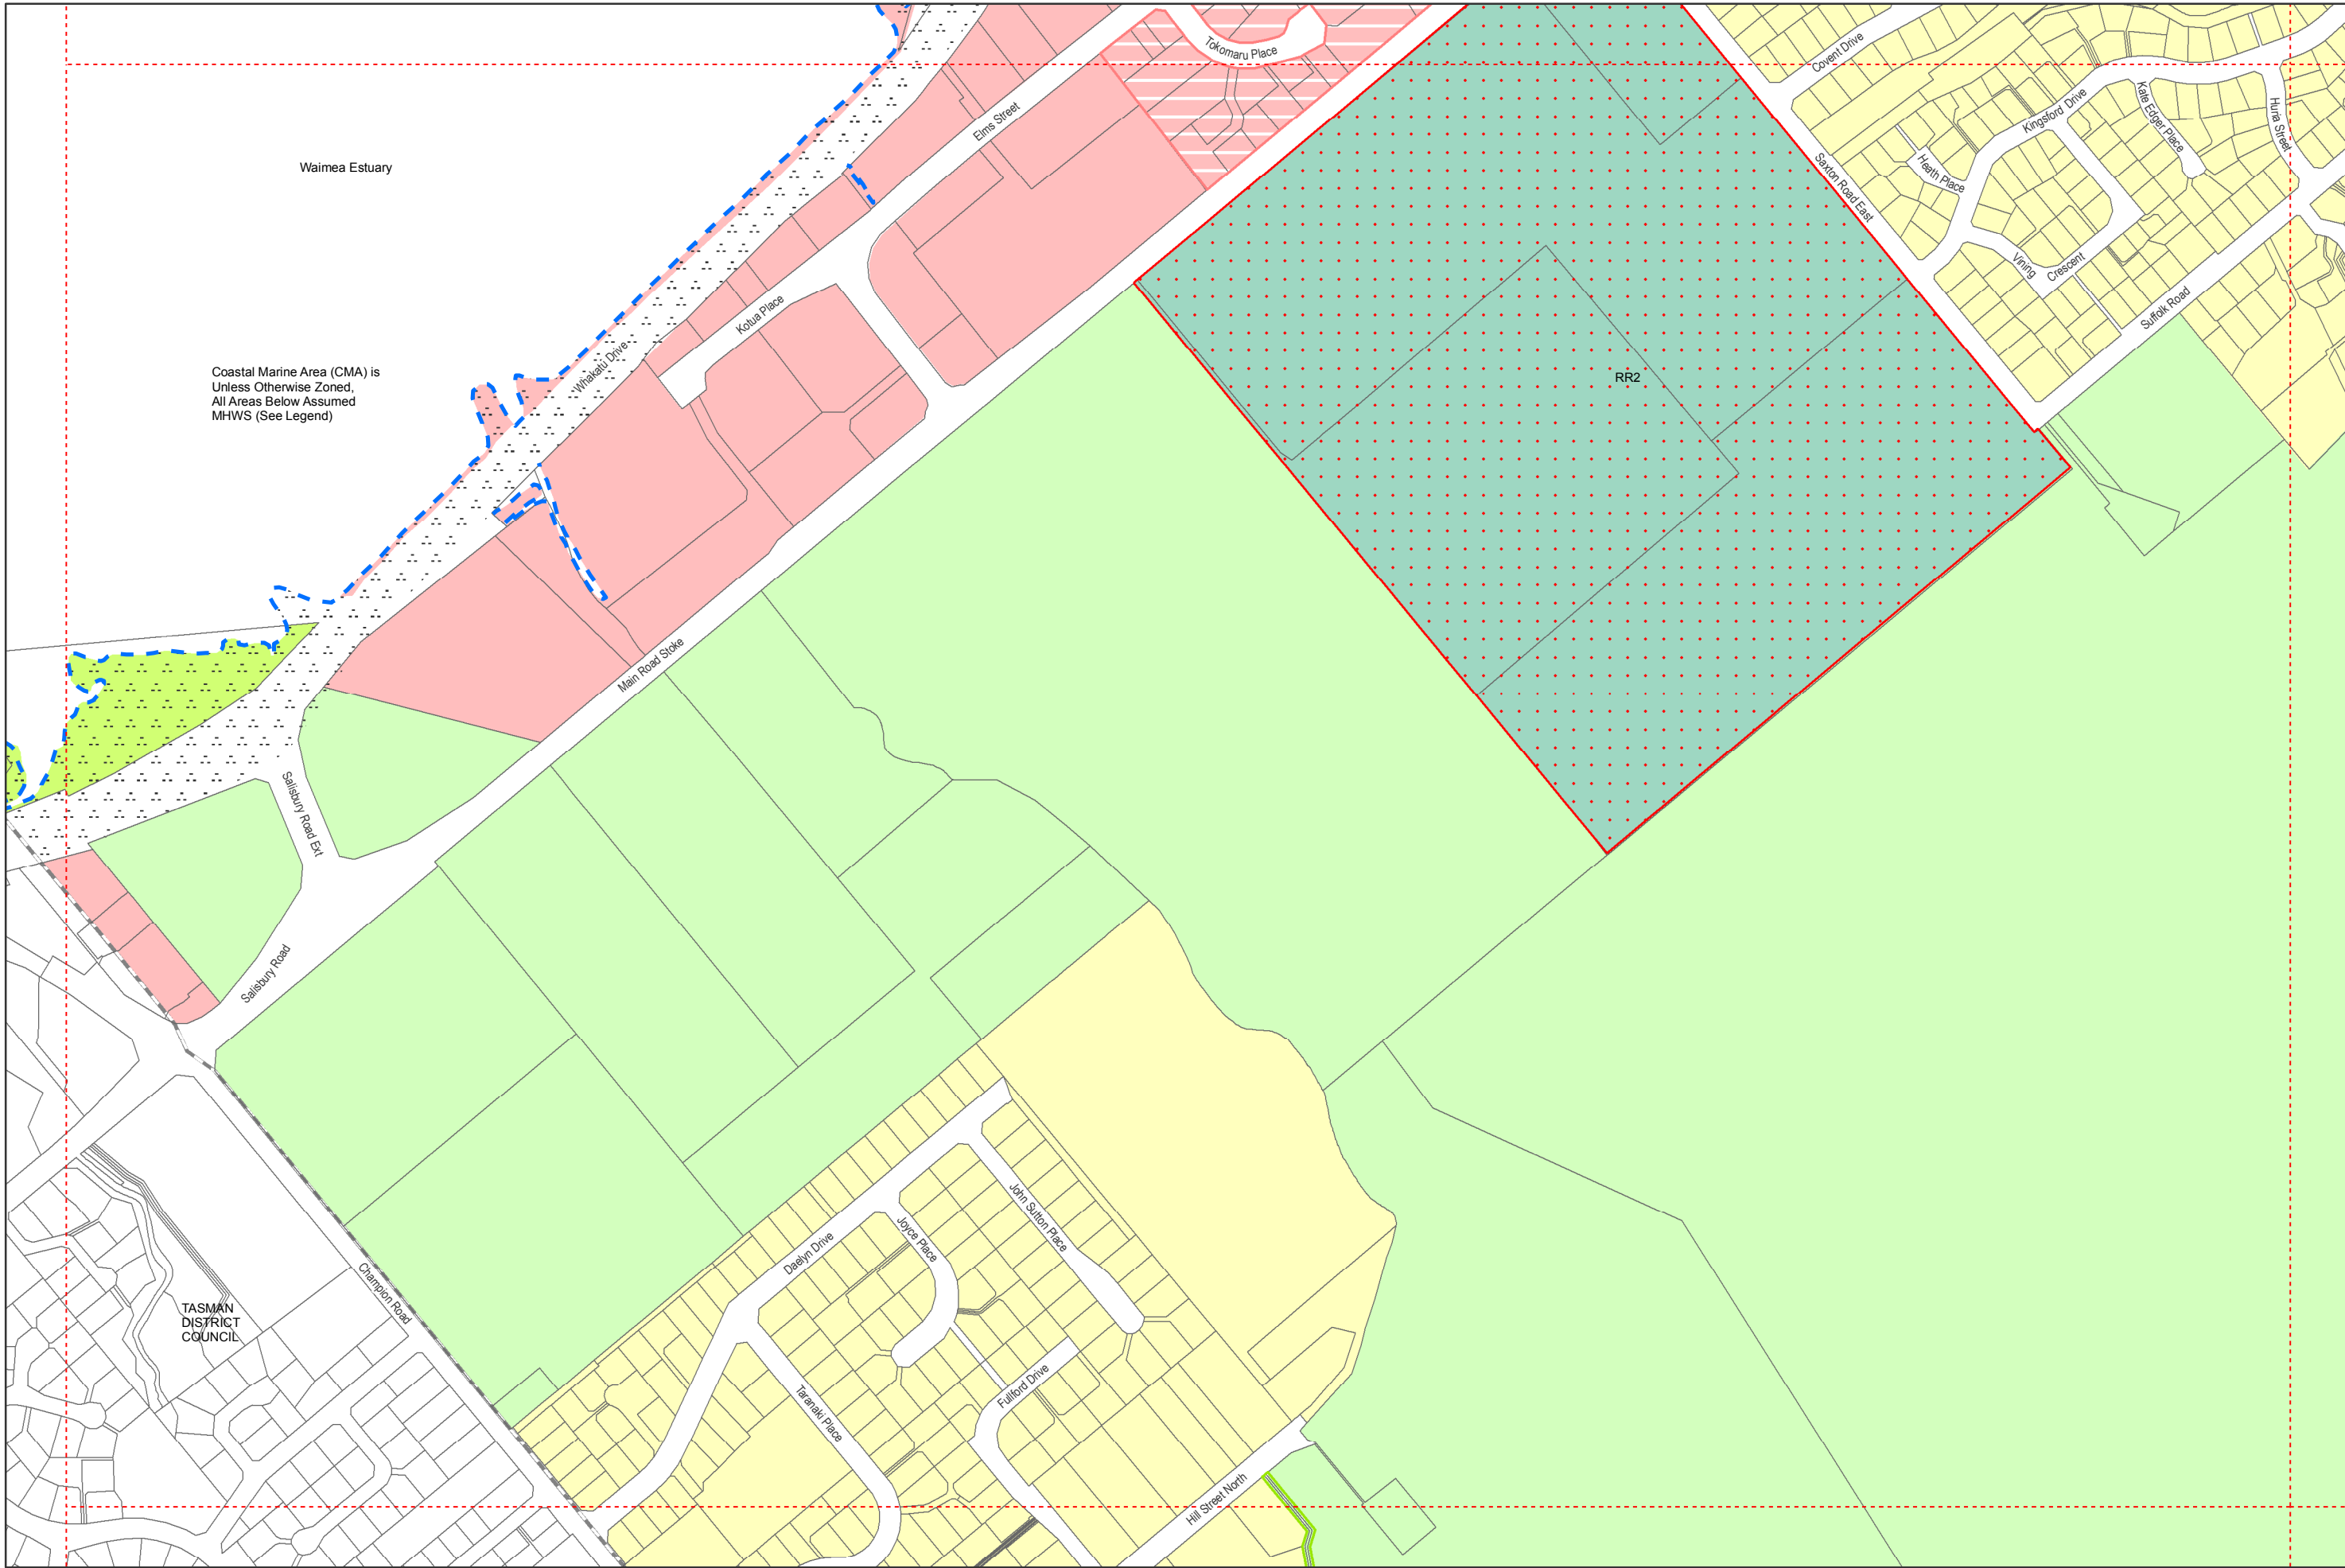 Tokomaru Place
Covent Drive
Elms Street
Kingsford Drive
Kate Edger Place
Huria Street
Waimea Estuary
Heath Place
Saxton Road East
Vining
Crescent
Suffolk Road
Kotua Place
Whakatu Drive
Coastal Marine Area (CMA) is
Unless Otherwise Zoned,
All Areas Below Assumed
MHWS (See Legend)
RR2
Main Road Stoke
Salisbury Road Ext
Salisbury Road
John Sutton Place
Joyce Place
Daelyn Drive
Champion Road
TASMAN
DISTRICT
COUNCIL
Fullford Drive
Taranaki Place
Hill Street North